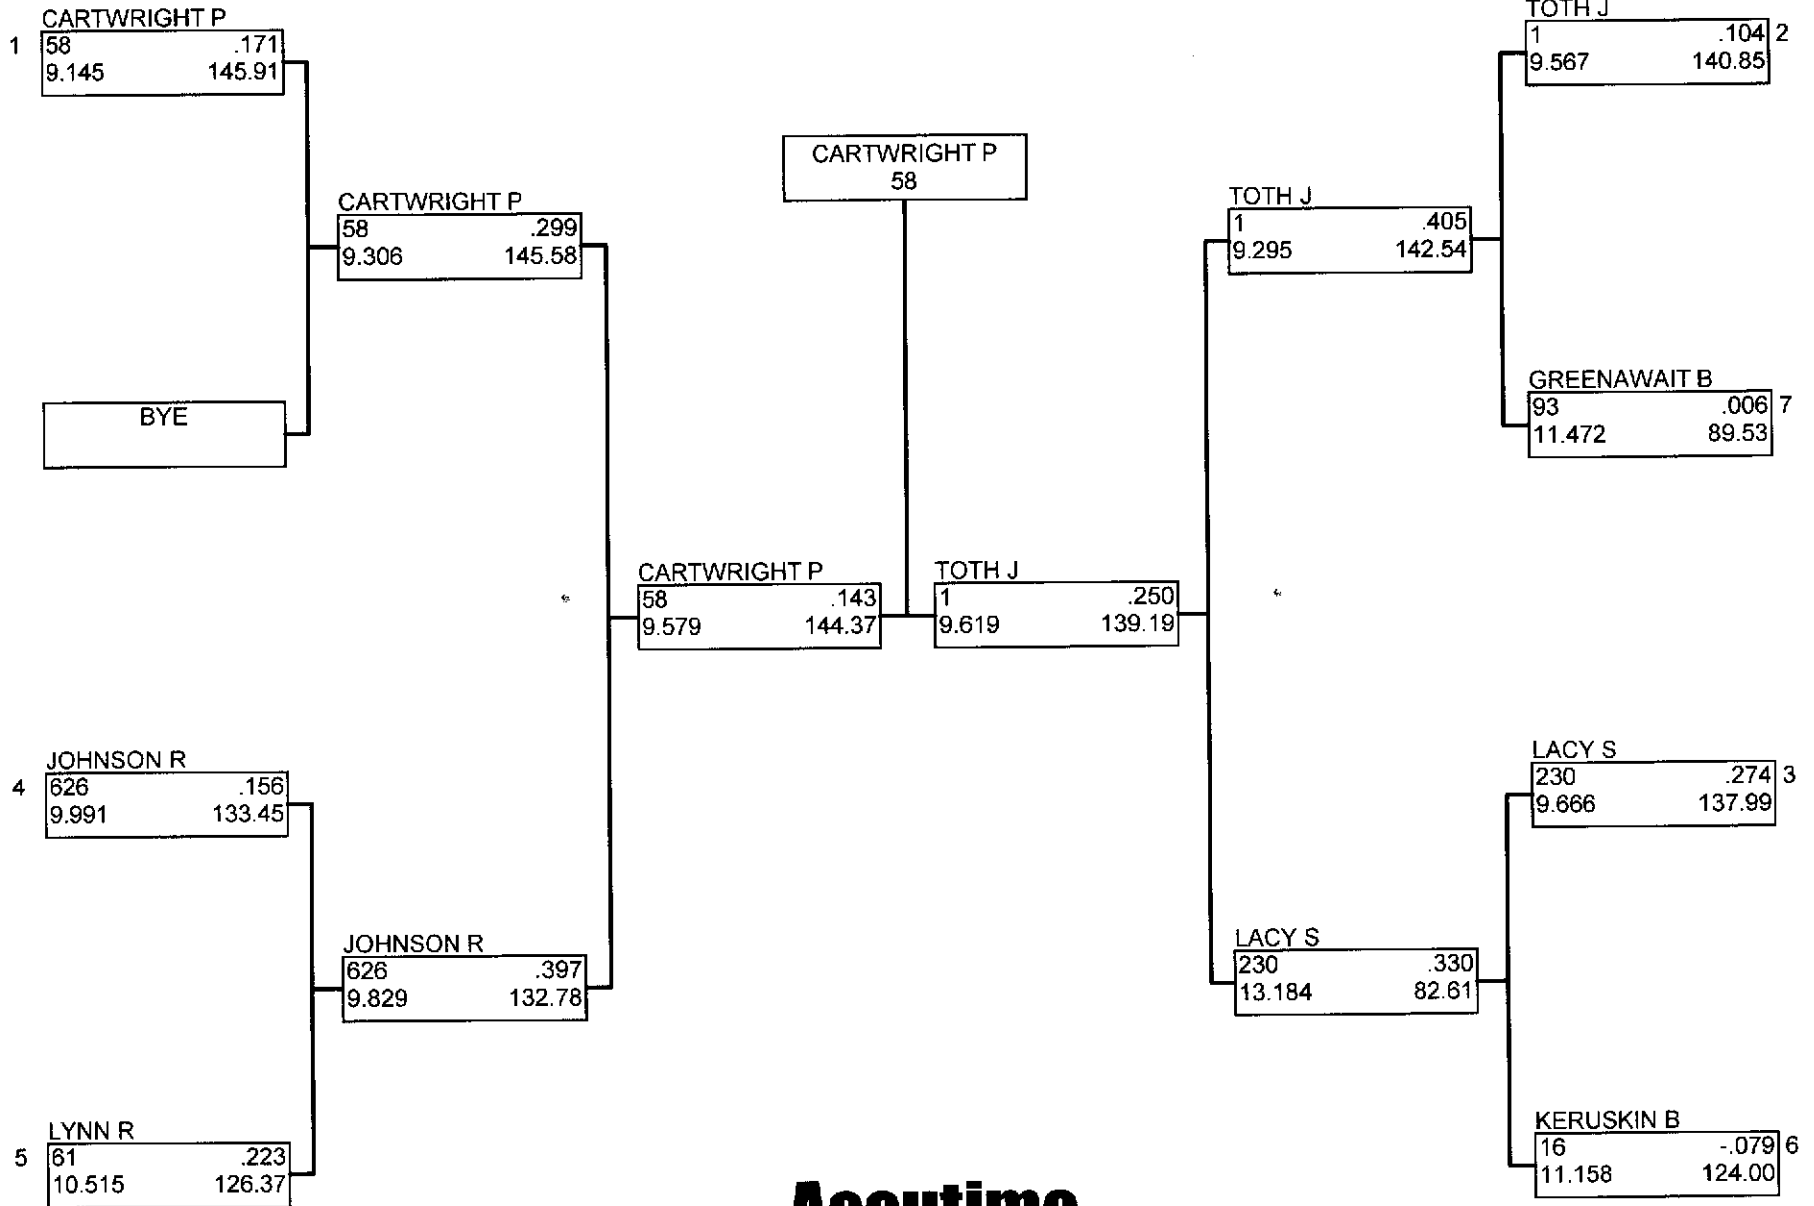 CARTWRIGHT P
1 58 .171
9.145 145.91
BYE
CARTWRIGHT P
58 .299
9.306 145.58
JOHNSON R
4 626 .156
9.991 133.45
LYNN R
5 61 .223
10.515 126.37
JOHNSON R
626 .397
9.829 132.78
CARTWRIGHT P
58 .143
9.579 144.37
CARTWRIGHT P
58
TOTH J
1 .250
9.619 139.19
TOTH J
1 .405
9.295 142.54
LACY S
230 .330
13.184 82.61
TOTH J
1 .104 2
9.567 140.85
GREENAWAIT B
93 .006 7
11.472 89.53
LACY S
230 .274 3
9.666 137.99
KERUSKIN B
16 -.079 6
11.158 124.00
Accutime